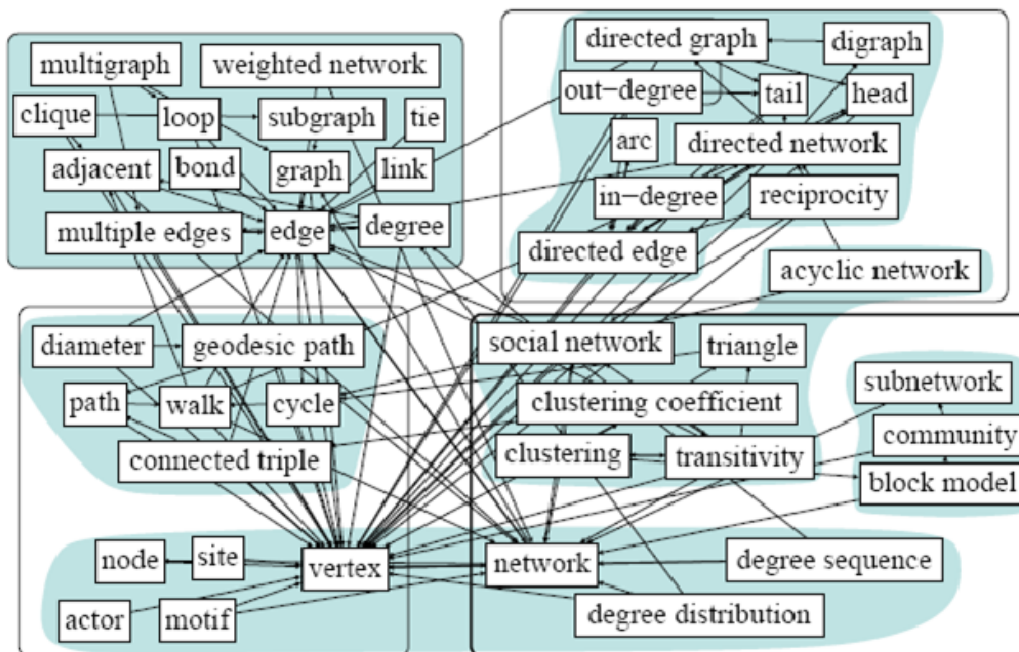 multigraph
weighted network
clique
loop
subgraph
tie
adjacent
bond
graph
link
multiple edges
edge
degree
directed graph
digraph
out-degree
tail
head
arc
directed network
in-degree
reciprocity
directed edge
acyclic network
diameter
geodesic path
path
walk
cycle
connected triple
social network
triangle
clustering coefficient
clustering
transitivity
subnetwork
community
block model
node
site
vertex
network
degree sequence
actor
motif
degree distribution